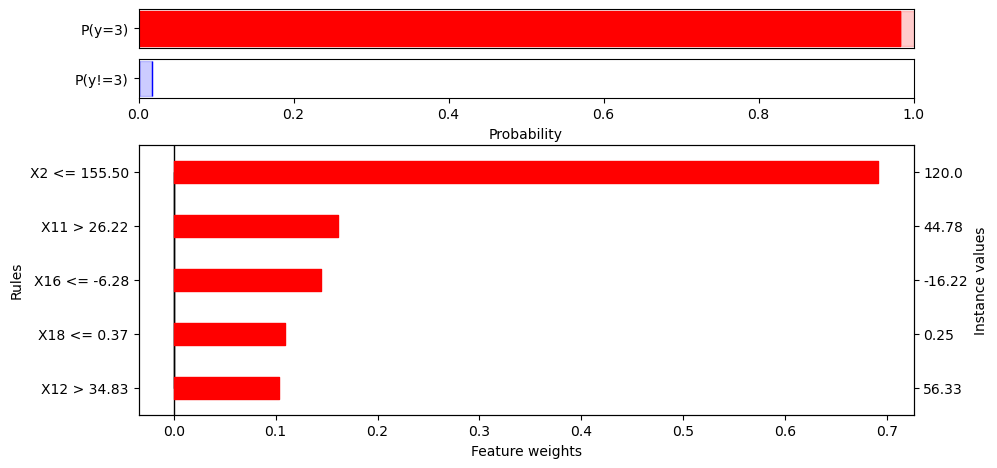 P(y=3)
P(y!=3)
0.0 0.2 0.4 0.6 0.8 1.0
Probability
X2 <= 155.50 120.0
X11 > 26.22 44.78
X16 <= -6.28 -16.22
X18 <= 0.37 0.25
X12 > 34.83 56.33
Rules
Instance values
0.0 0.1 0.2 0.3 0.4 0.5 0.6 0.7
Feature weights